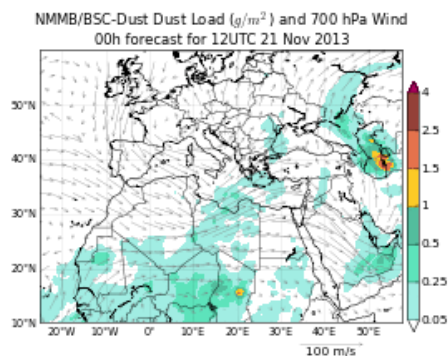 NMMB/BSC-Dust Dust Load (g/m²) and 700 hPa Wind
00h forecast for 12UTC 21 Nov 2013
50°N
40°N
30°N
20°N
10°N
20°W 10°W 0° 10°E 20°E 30°E 40°E 50°E
4
2.5
1.5
1
0.5
0.25
0.05
100 m/s